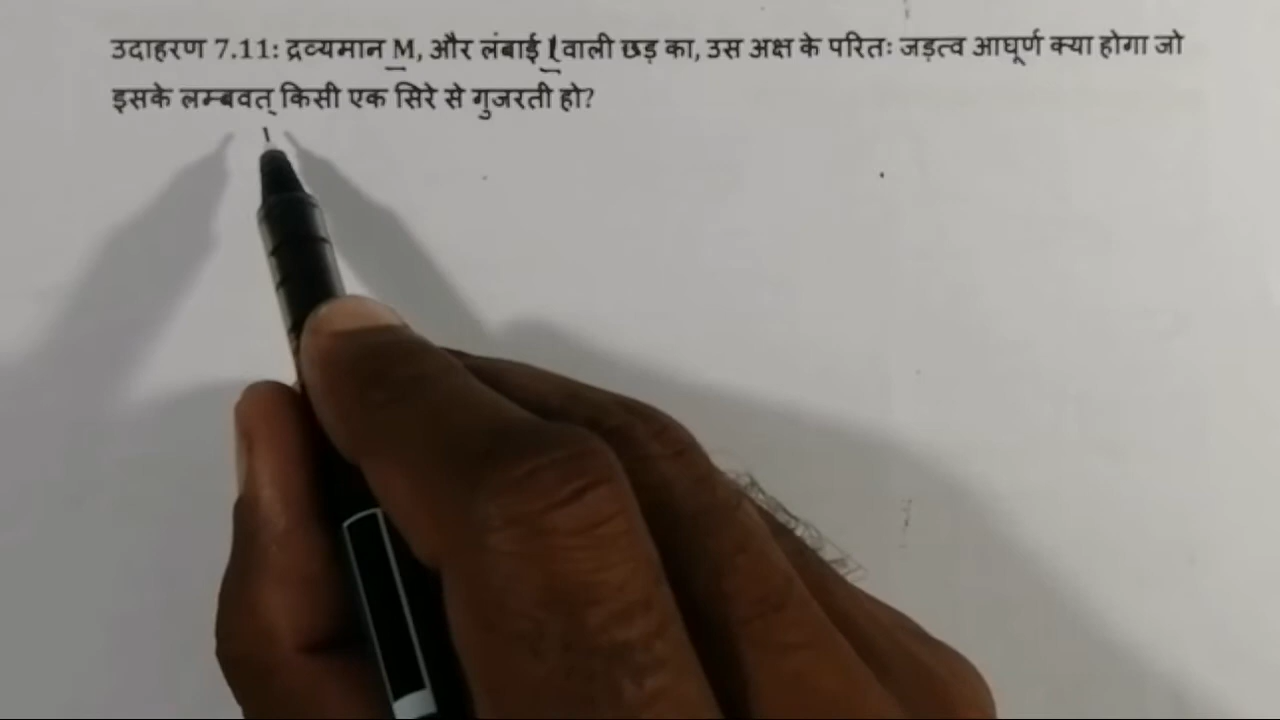 उदाहरण 7.11: द्रव्यमान M, और लंबाई l वाली छड़ का, उस अक्ष के परितः जड़त्व आघूर्ण क्या होगा जो
इसके लम्बवत् किसी एक सिरे से गुजरती हो?